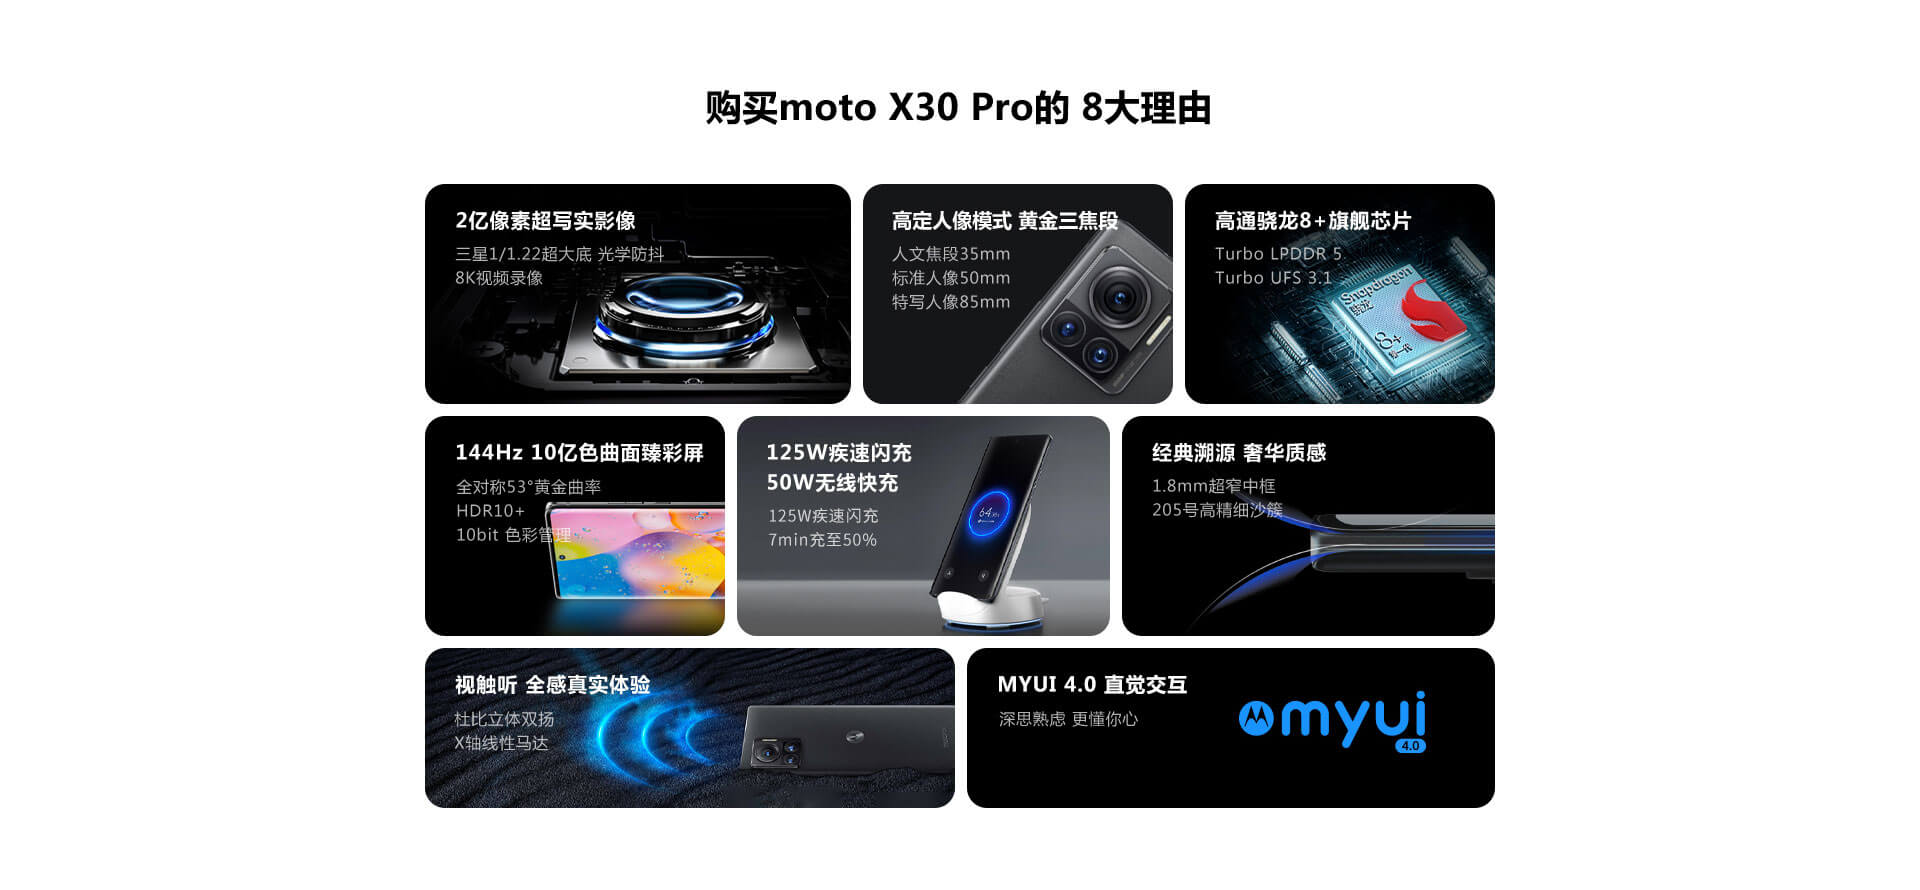 购买moto X30 Pro的 8大理由
2亿像素超写实影像
三星1/1.22超大底 光学防抖
8K视频录像
高定人像模式 黄金三焦段
人文焦段35mm
标准人像50mm
特写人像85mm
高通骁龙8+旗舰芯片
Turbo LPDDR 5
Turbo UFS 3.1
Snapdragon
骁龙
8+
第一代
144Hz 10亿色曲面臻彩屏
全对称53°黄金曲率
HDR10+
10bit 色彩管理
125W疾速闪充
50W无线快充
125W疾速闪充
7min充至50%
经典溯源 奢华质感
1.8mm超窄中框
205号高精细沙簇
视触听 全感真实体验
杜比立体双扬
X轴线性马达
MYUI 4.0 直觉交互
深思熟虑 更懂你心
myui
4.0